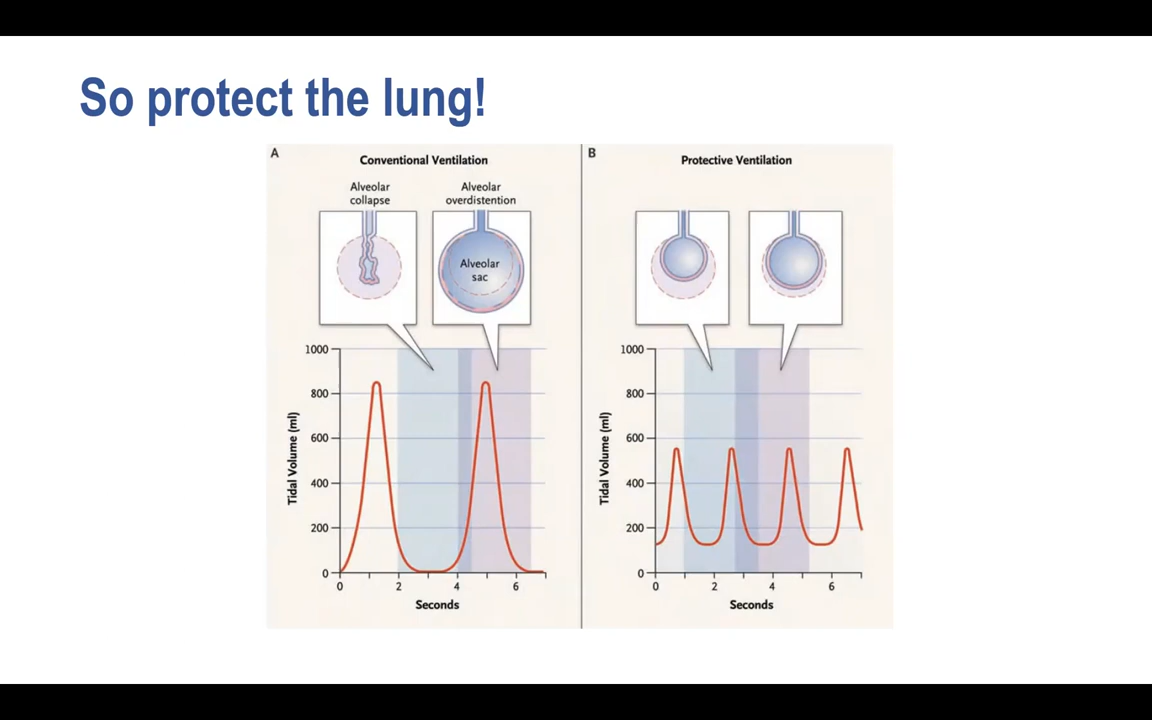 So protect the lung!
A
Conventional Ventilation
Alveolar
collapse
Alveolar
overdistention
Alveolar
sac
1000
800
600
400
200
0
Tidal Volume (ml)
0 2 4 6
Seconds
B
Protective Ventilation
1000
800
600
400
200
0
Tidal Volume (ml)
0 2 4 6
Seconds